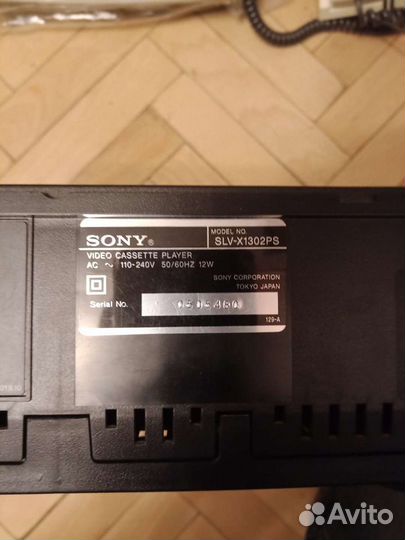 SONY®
MODEL NO.
SLV-X1302PS
VIDEO CASSETTE PLAYER
AC ~ 110-240V 50/60HZ 12W
SONY CORPORATION
TOKYO JAPAN
Serial No.
129-A
Avito